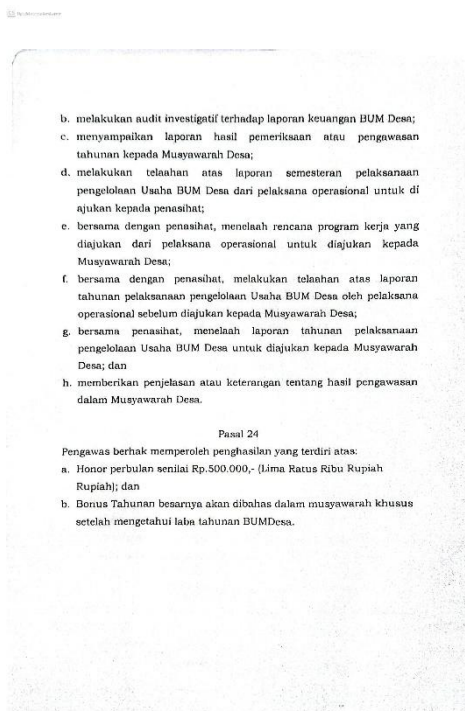 b. melakukan audit investigatif terhadap laporan keuangan BUM Desa;
c. menyampaikan laporan hasil pemeriksaan atau pengawasan
tahunan kepada Musyawarah Desa;
d. melakukan telaahan atas laporan semesteran pelaksanaan
pengelolaan Usaha BUM Desa dari pelaksana operasional untuk di
ajukan kepada penasihat;
e. bersama dengan penasihat, menelaah rencana program kerja yang
diajukan dari pelaksana operasional untuk diajukan kepada
Musyawarah Desa;
f. bersama dengan penasihat, melakukan telaahan atas laporan
tahunan pelaksanaan pengelolaan Usaha BUM Desa oleh pelaksana
operasional sebelum diajukan kepada Musyawarah Desa;
g. bersama penasihat, menelaah laporan tahunan pelaksanaan
pengelolaan Usaha BUM Desa untuk diajukan kepada Musyawarah
Desa; dan
h. memberikan penjelasan atau keterangan tentang hasil pengawasan
dalam Musyawarah Desa.
Pasal 24
Pengawas berhak memperoleh penghasilan yang terdiri atas:
a. Honor perbulan senilai Rp.500.000,- (Lima Ratus Ribu Rupiah
Rupiah); dan
b. Bonus Tahunan besarnya akan dibahas dalam musyawarah khusus
setelah mengetahui laba tahunan BUMDesa.